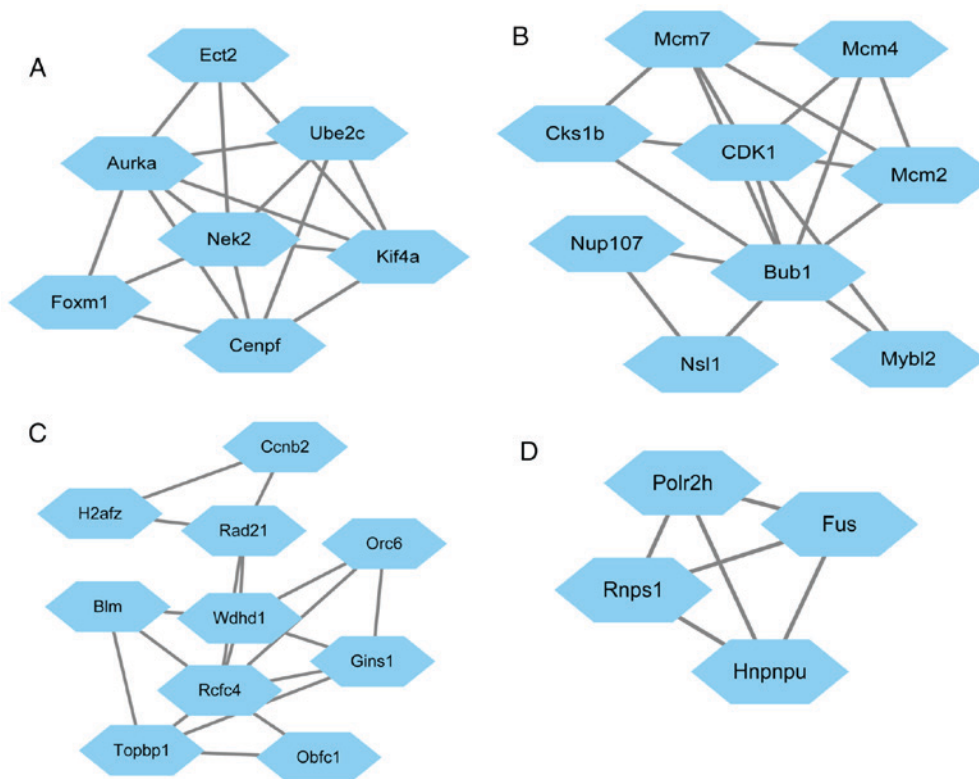 A
Ect2
Ube2c
Aurka
Nek2
Kif4a
Foxm1
Cenpf
B
Mcm7
Mcm4
Cks1b
CDK1
Mcm2
Nup107
Bub1
Nsl1
Mybl2
C
Ccnb2
H2afz
Rad21
Orc6
Blm
Wdhd1
Gins1
Rcfc4
Topbp1
Obfc1
D
Polr2h
Fus
Rnps1
Hnpnpu